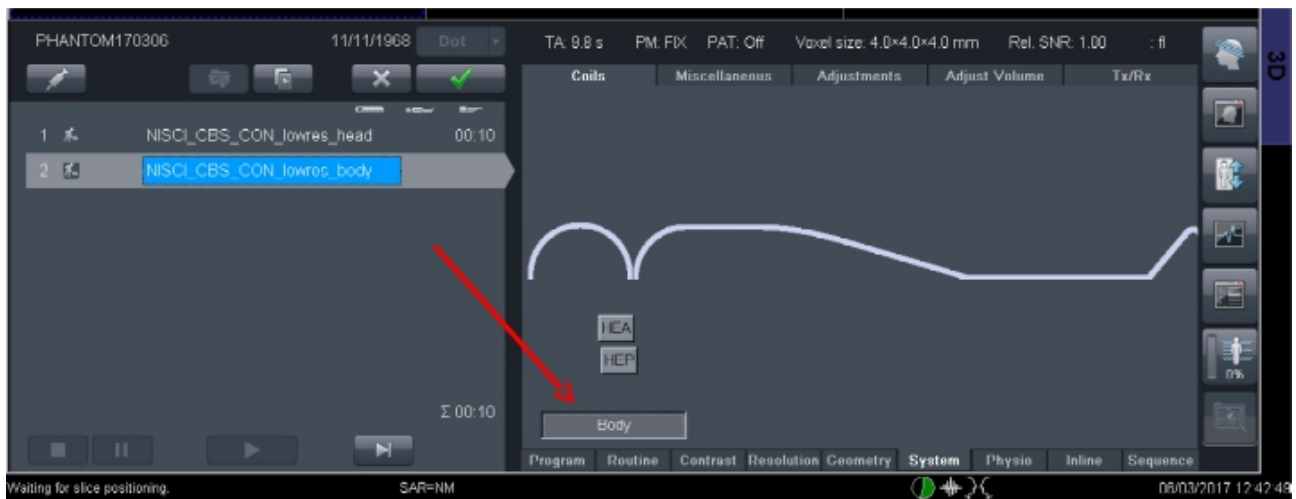 PHANTOM170306 11/11/1968 Dot
TA: 9.8 s PM: FIX PAT: Off Voxel size: 4.0×4.0×4.0 mm Rel. SNR: 1.00 : fl
3D
Coils Miscellaneous Adjustments Adjust Volume Tx/Rx
1 NISCI_CBS_CON_lowres_head 00:10
2 NISCI_CBS_CON_lowres_body
HEA
HEP
0%
Σ 00:10
Body
Program Routine Contrast Resolution Geometry System Physio Inline Sequence
Waiting for slice positioning. SAR=NM 06/03/2017 12:42:49